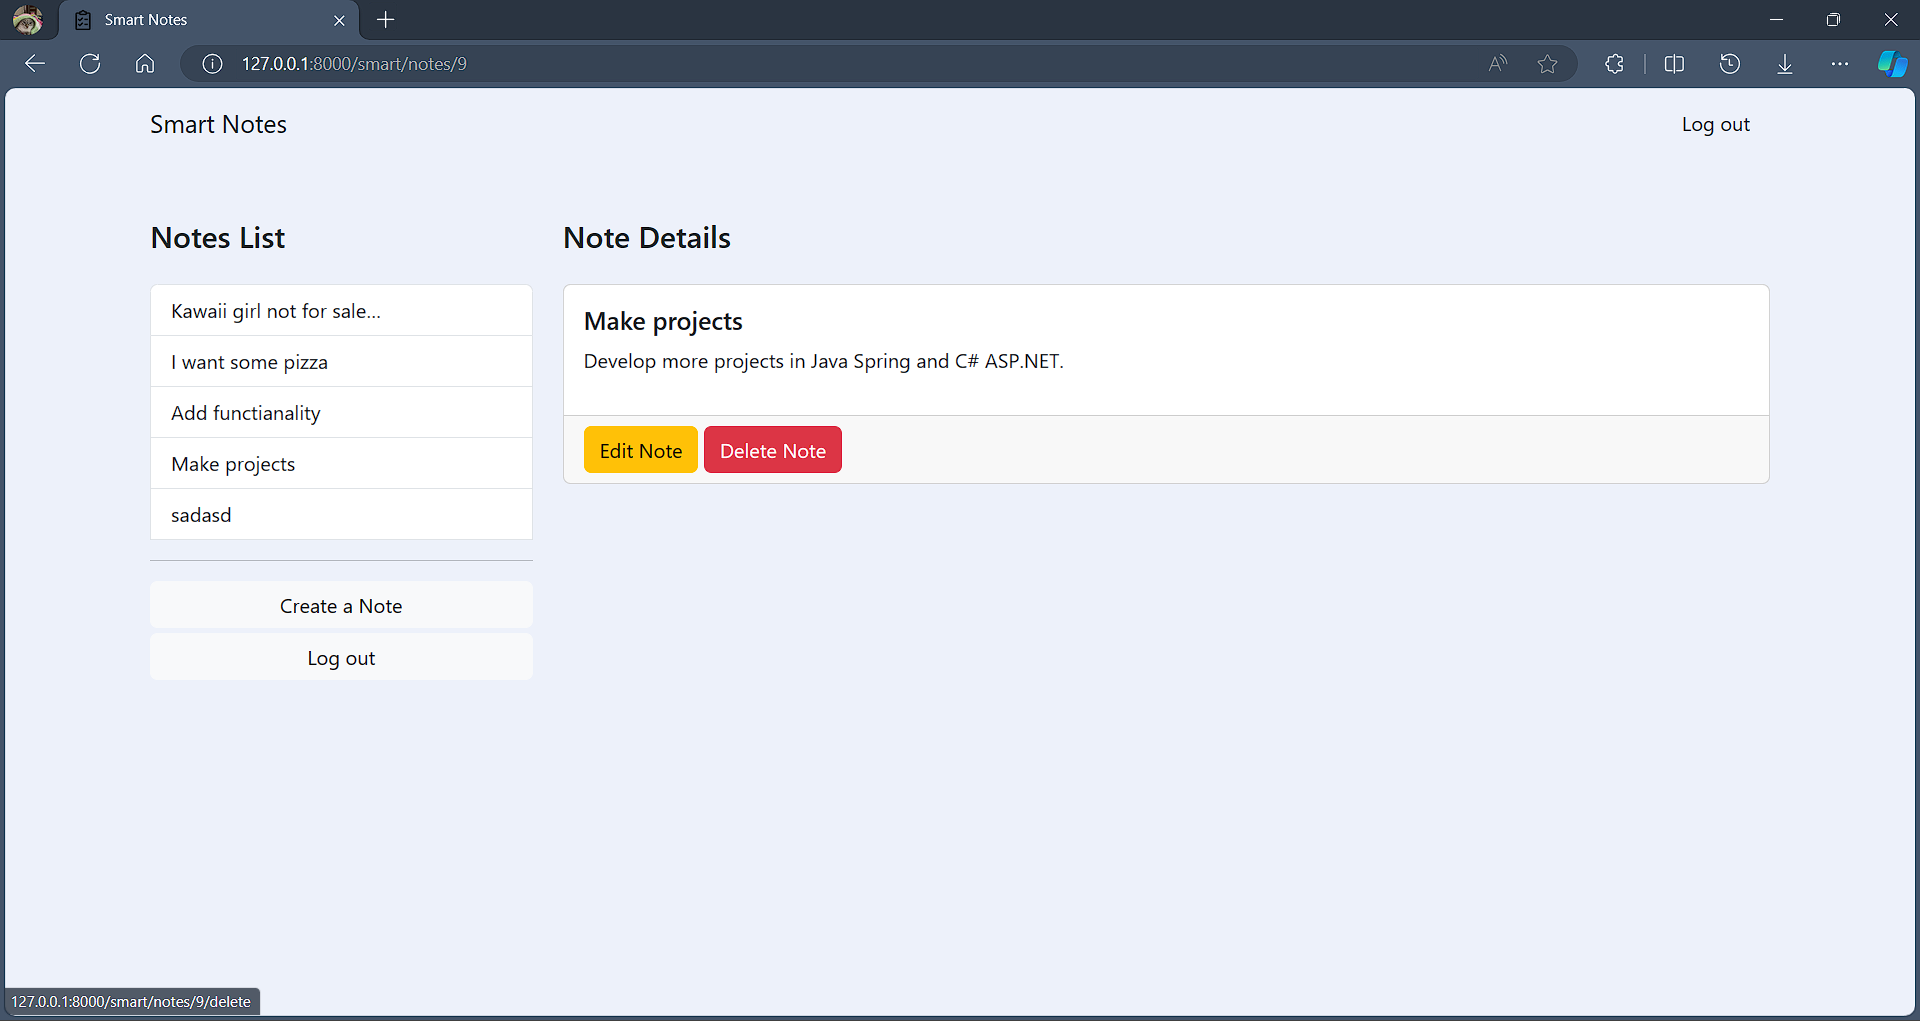 Smart Notes
127.0.0.1:8000/smart/notes/9
Smart Notes
Log out
Notes List
Kawaii girl not for sale...
I want some pizza
Add functianality
Make projects
sadasd
Create a Note
Log out
Note Details
Make projects
Develop more projects in Java Spring and C# ASP.NET.
Edit Note
Delete Note
127.0.0.1:8000/smart/notes/9/delete